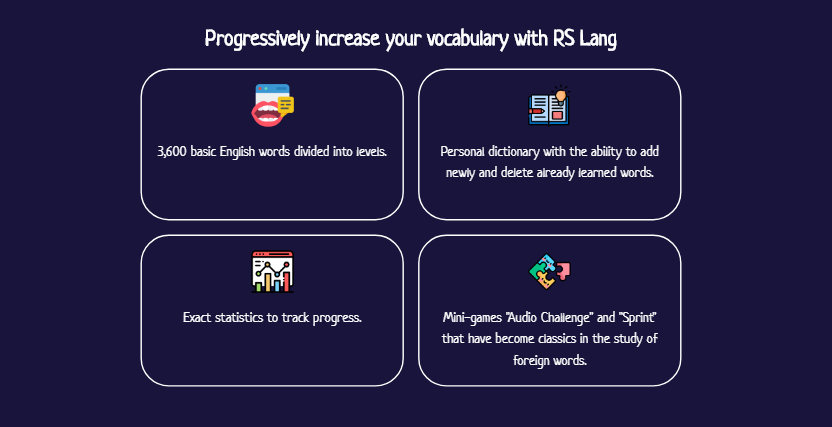 Progressively increase your vocabulary with RS Lang
3,600 basic English words divided into levels.
Personal dictionary with the ability to add
newly and delete already learned words.
Exact statistics to track progress.
Mini-games "Audio Challenge" and "Sprint"
that have become classics in the study of
foreign words.